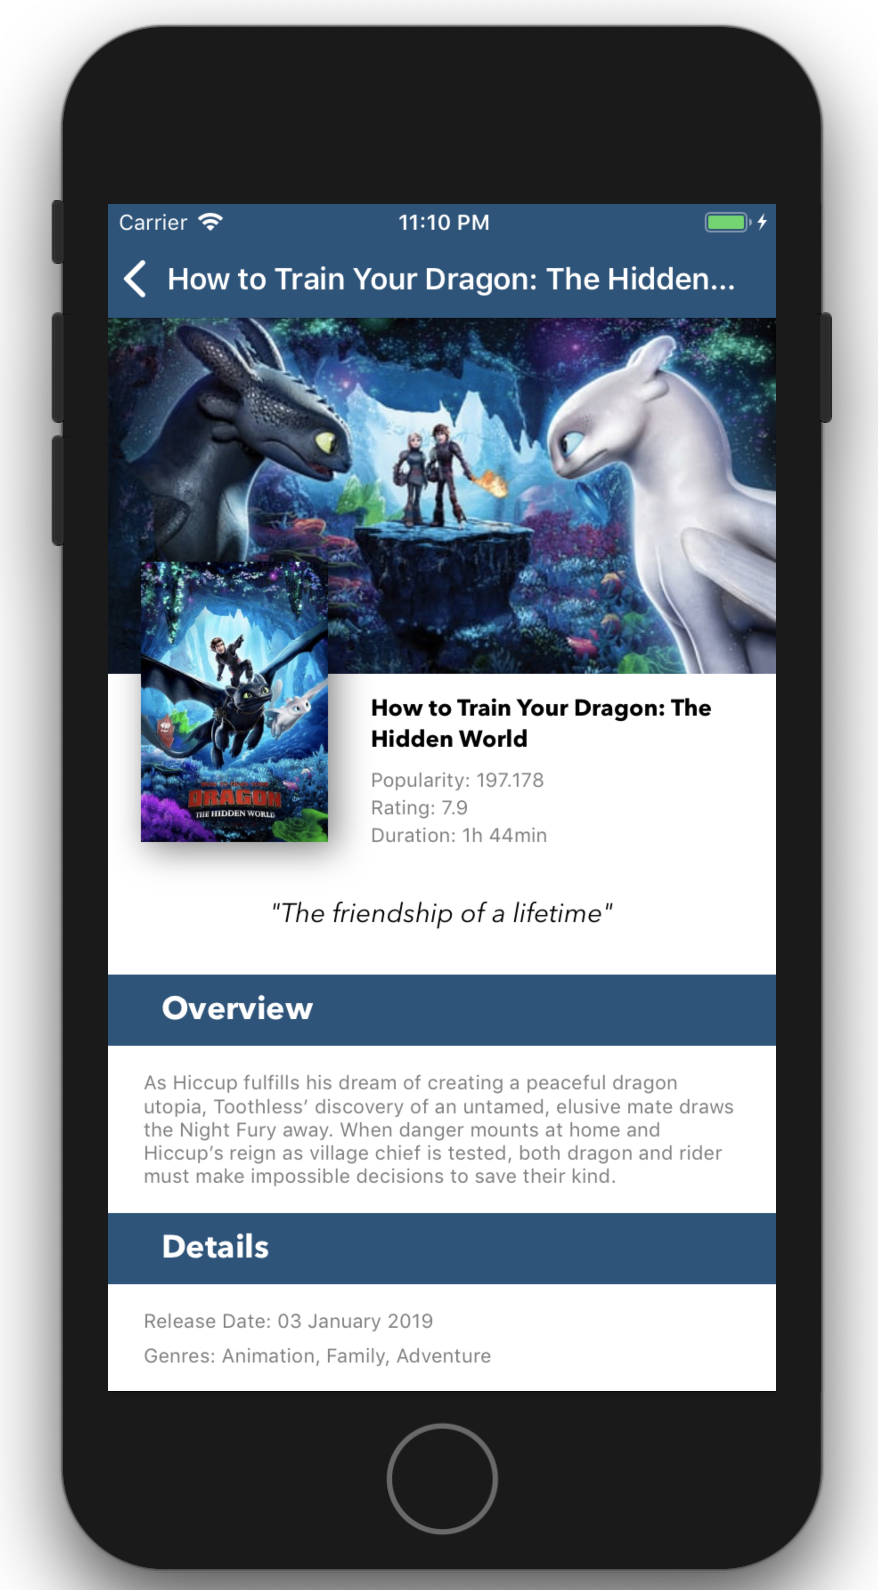 Carrier
11:10 PM
How to Train Your Dragon: The Hidden...
DRAGON
THE HIDDEN WORLD
How to Train Your Dragon: The
Hidden World
Popularity: 197.178
Rating: 7.9
Duration: 1h 44min
"The friendship of a lifetime"
Overview
As Hiccup fulfills his dream of creating a peaceful dragon
utopia, Toothless’ discovery of an untamed, elusive mate draws
the Night Fury away. When danger mounts at home and
Hiccup’s reign as village chief is tested, both dragon and rider
must make impossible decisions to save their kind.
Details
Release Date: 03 January 2019
Genres: Animation, Family, Adventure